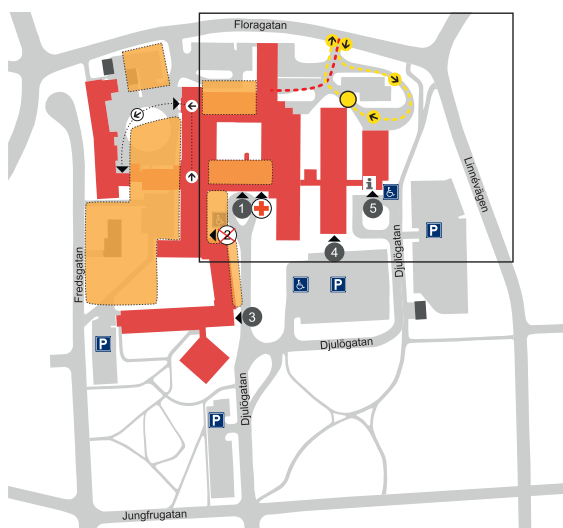 Floragatan
Linnévägen
i
1
5
2
P
Djulögatan
4
Fredsgatan
P
3
P
Djulögatan
Djulögatan
P
Jungfrugatan